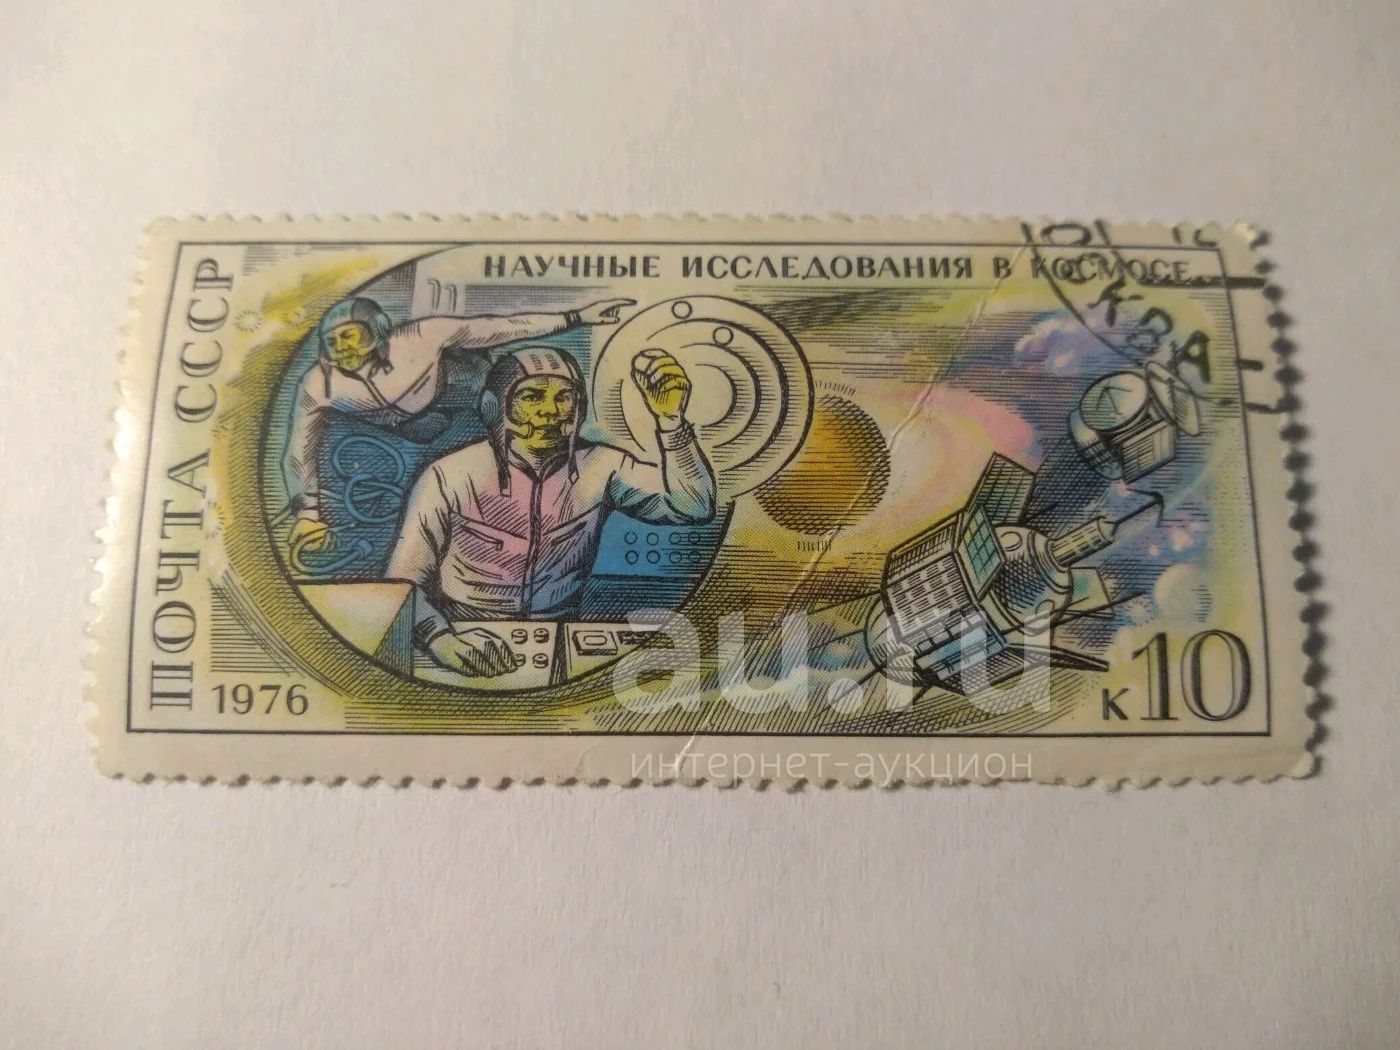 НАУЧНЫЕ ИССЛЕДОВАНИЯ В КОСМОСЕ
ПОЧТА СССР
1976
к10
au.ru
интернет-аукцион